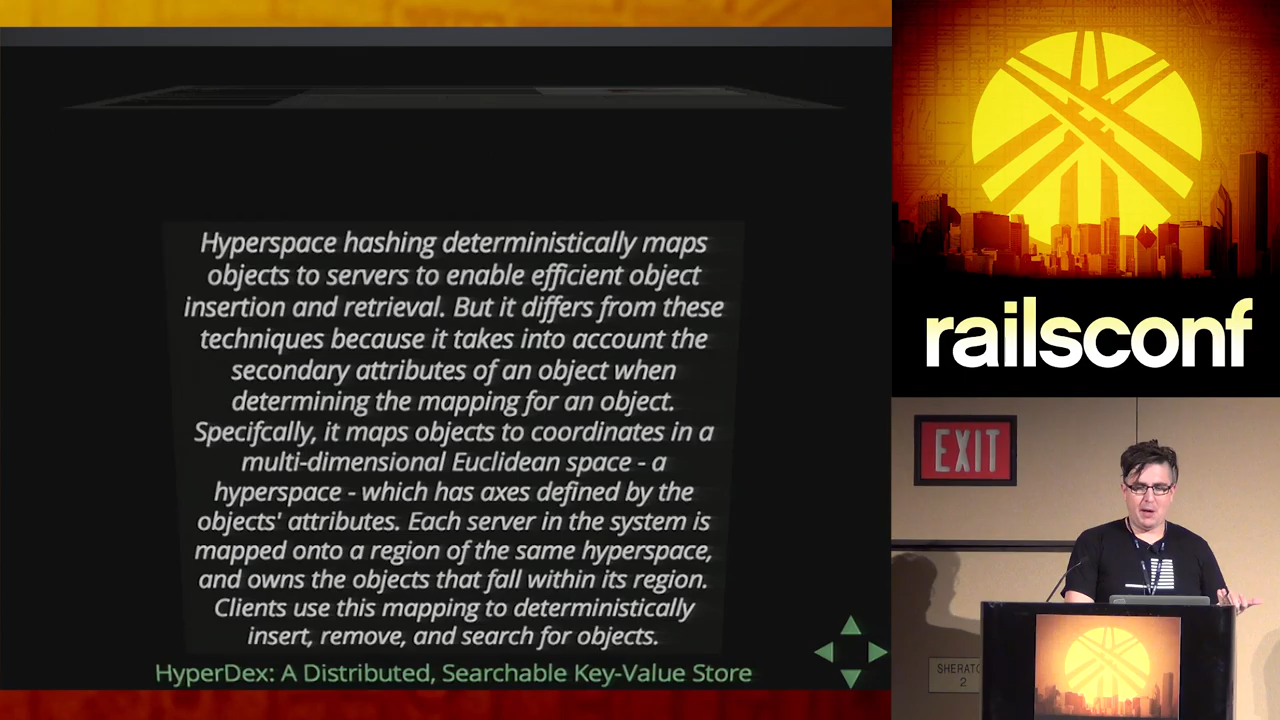 Hyperspace hashing deterministically maps
objects to servers to enable efficient object
insertion and retrieval. But it differs from these
techniques because it takes into account the
secondary attributes of an object when
determining the mapping for an object.
Specifcally, it maps objects to coordinates in a
multi-dimensional Euclidean space - a
hyperspace - which has axes defined by the
objects' attributes. Each server in the system is
mapped onto a region of the same hyperspace,
and owns the objects that fall within its region.
Clients use this mapping to deterministically
insert, remove, and search for objects.
HyperDex: A Distributed, Searchable Key-Value Store
railsconf
EXIT
SHERATO
2